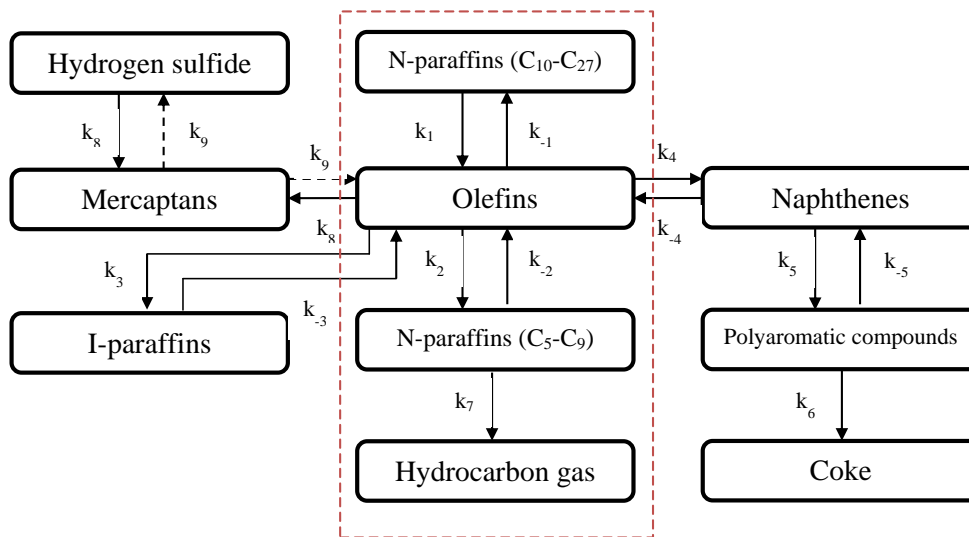 Hydrogen sulfide
N-paraffins (C₁₀-C₂₇)
k₈
k₉
k₁
k₋₁
k₉
k₄
Mercaptans
Olefins
Naphthenes
k₈
k₋₄
k₃
k₂
k₋₂
k₅
k₋₅
k₋₃
I-paraffins
N-paraffins (C₅-C₉)
Polyaromatic compounds
k₇
k₆
Hydrocarbon gas
Coke